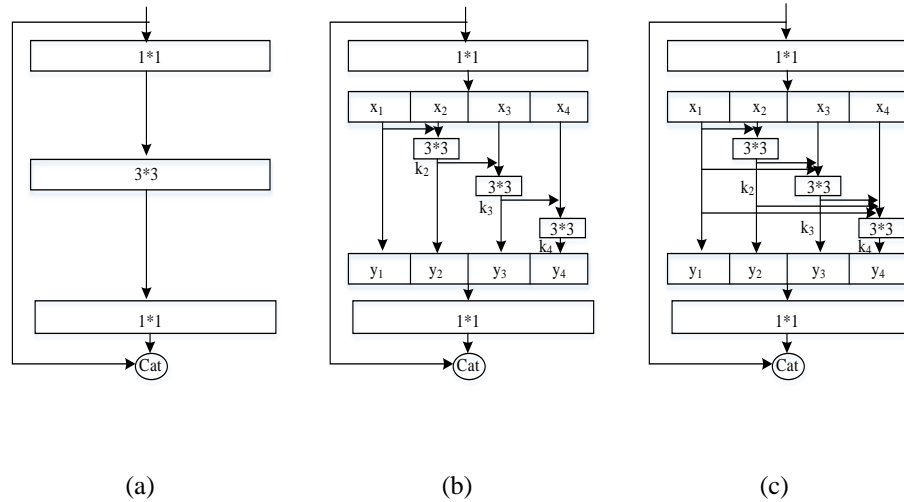 1*1
3*3
1*1
Cat
(a)
1*1
x₁ x₂ x₃ x₄
3*3
k₂
3*3
k₃
3*3
k₄
y₁ y₂ y₃ y₄
1*1
Cat
(b)
1*1
x₁ x₂ x₃ x₄
3*3
k₂
3*3
k₃
3*3
k₄
y₁ y₂ y₃ y₄
1*1
Cat
(c)